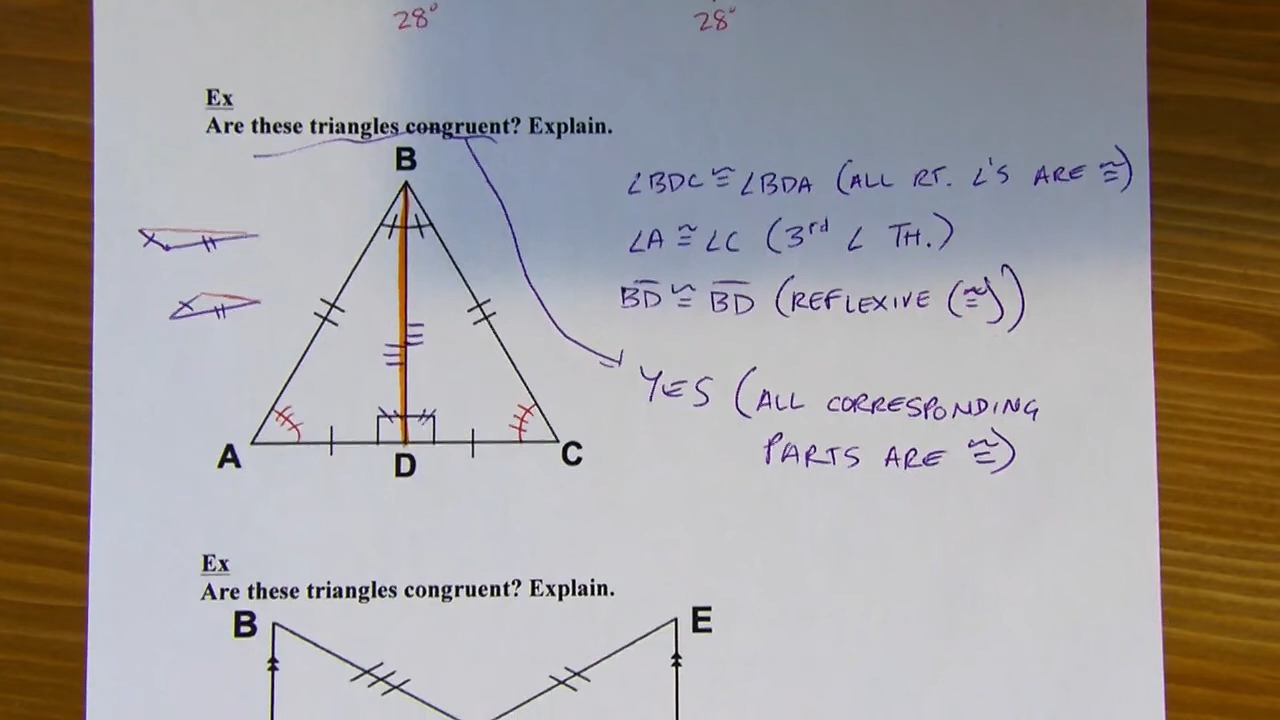 28° 28°
Ex
Are these triangles congruent? Explain.
B
∠BDC ≅ ∠BDA (ALL RT. ∠'S ARE ≅)
∠A ≅ ∠C (3rd ∠ TH.)
BD ≅ BD (REFLEXIVE (≅))
YES (ALL CORRESPONDING
PARTS ARE ≅)
A D C
Ex
Are these triangles congruent? Explain.
B E